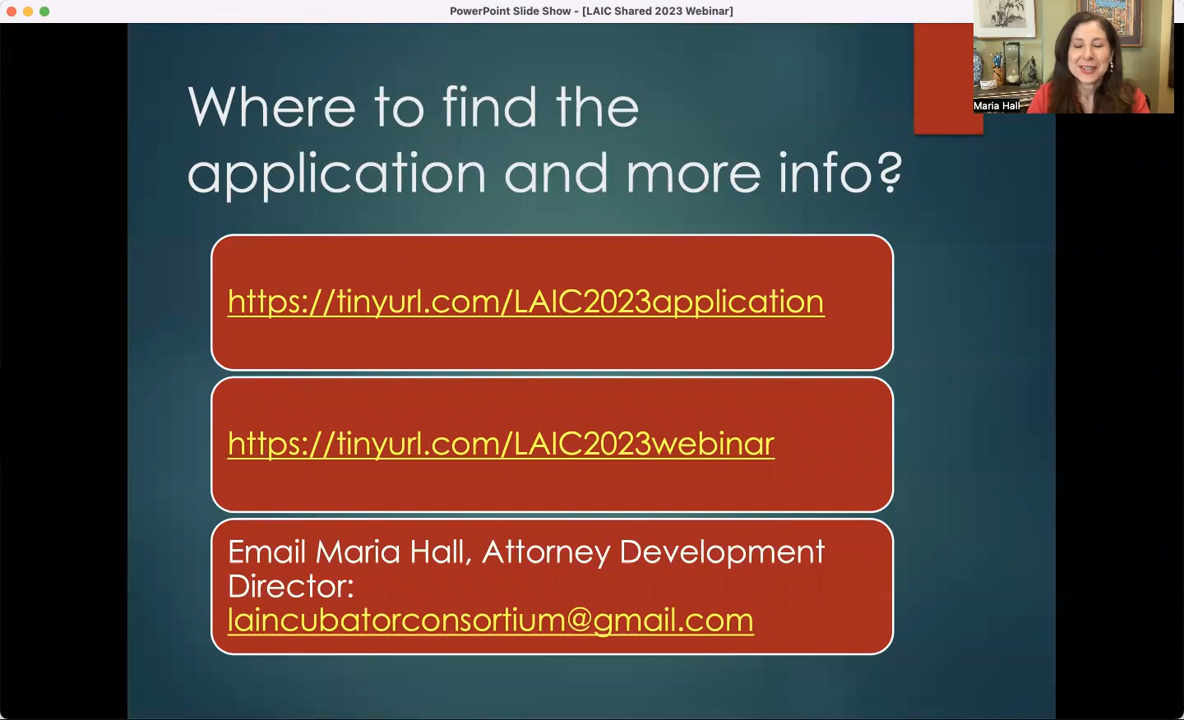 PowerPoint Slide Show - [LAIC Shared 2023 Webinar]
Maria Hall
Where to find the
application and more info?
https://tinyurl.com/LAIC2023application
https://tinyurl.com/LAIC2023webinar
Email Maria Hall, Attorney Development
Director:
laincubatorconsortium@gmail.com